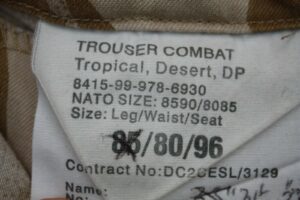 TROUSER COMBAT
Tropical, Desert, DP
8415-99-978-6930
NATO SIZE: 8590/8085
Size: Leg/Waist/Seat
85/80/96
Contract No:DC2CESL/3129
Name: